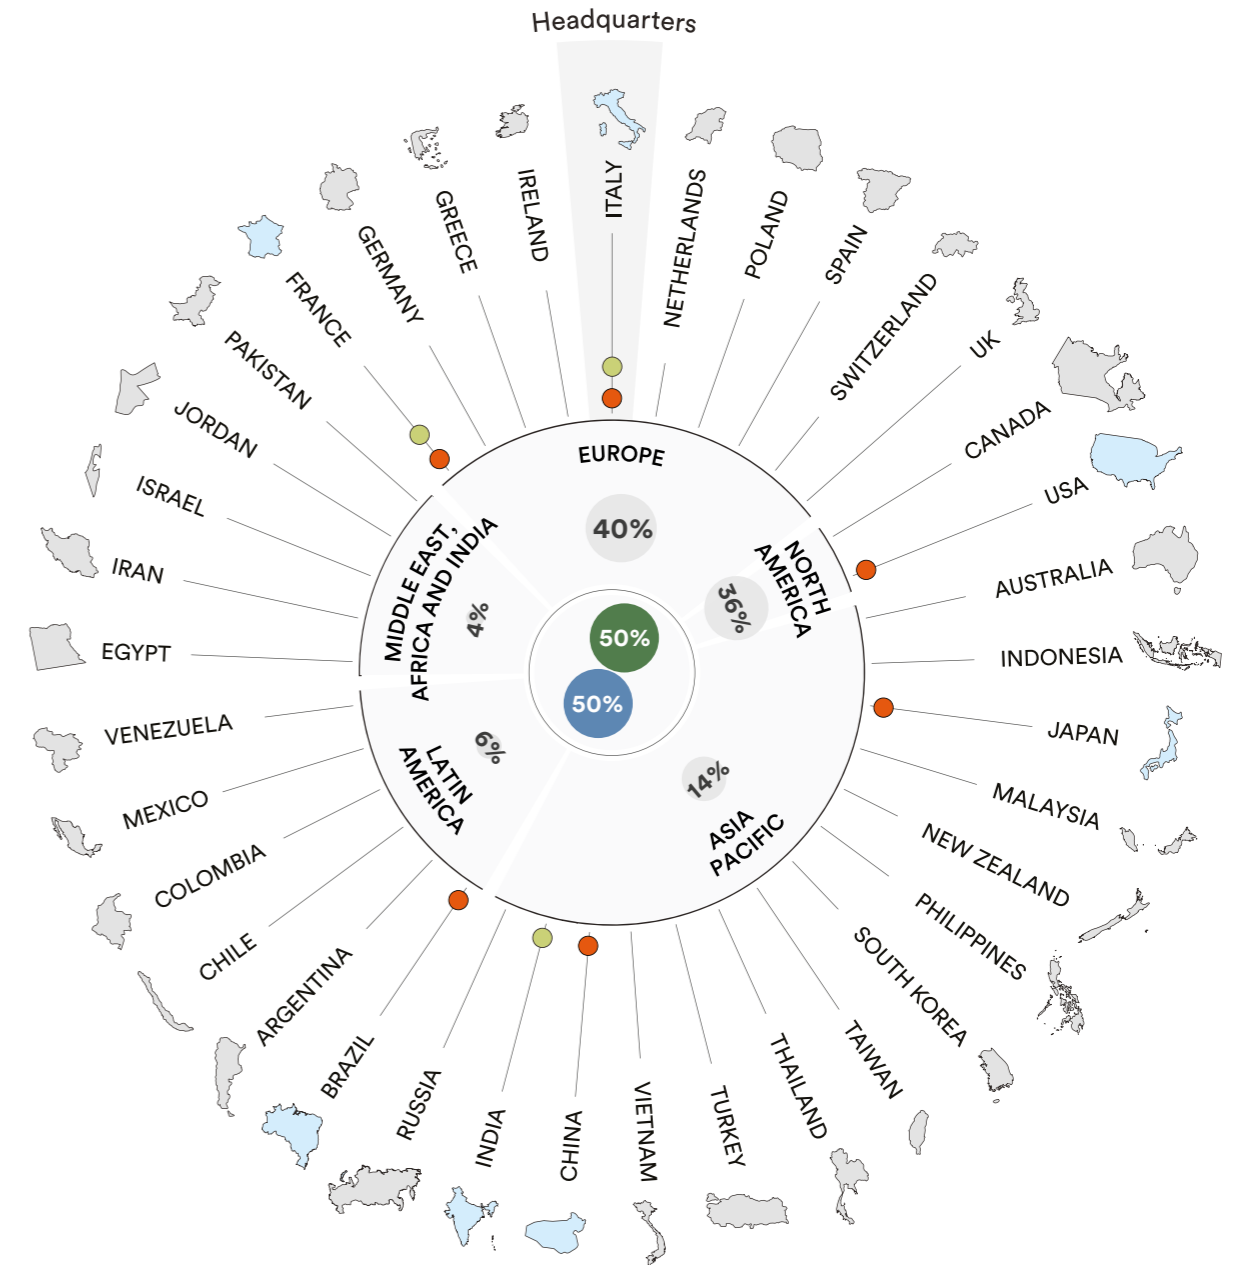 Headquarters
ITALY
NETHERLANDS
POLAND
SPAIN
SWITZERLAND
UK
CANADA
USA
AUSTRALIA
INDONESIA
JAPAN
MALAYSIA
NEW ZEALAND
PHILIPPINES
SOUTH KOREA
TAIWAN
THAILAND
TURKEY
VIETNAM
CHINA
INDIA
RUSSIA
BRAZIL
ARGENTINA
CHILE
COLOMBIA
MEXICO
VENEZUELA
EGYPT
IRAN
ISRAEL
JORDAN
PAKISTAN
FRANCE
GERMANY
GREECE
IRELAND
EUROPE
40%
NORTH
AMERICA
36%
ASIA
PACIFIC
14%
LATIN
AMERICA
6%
MIDDLE EAST,
AFRICA AND INDIA
4%
50%
50%